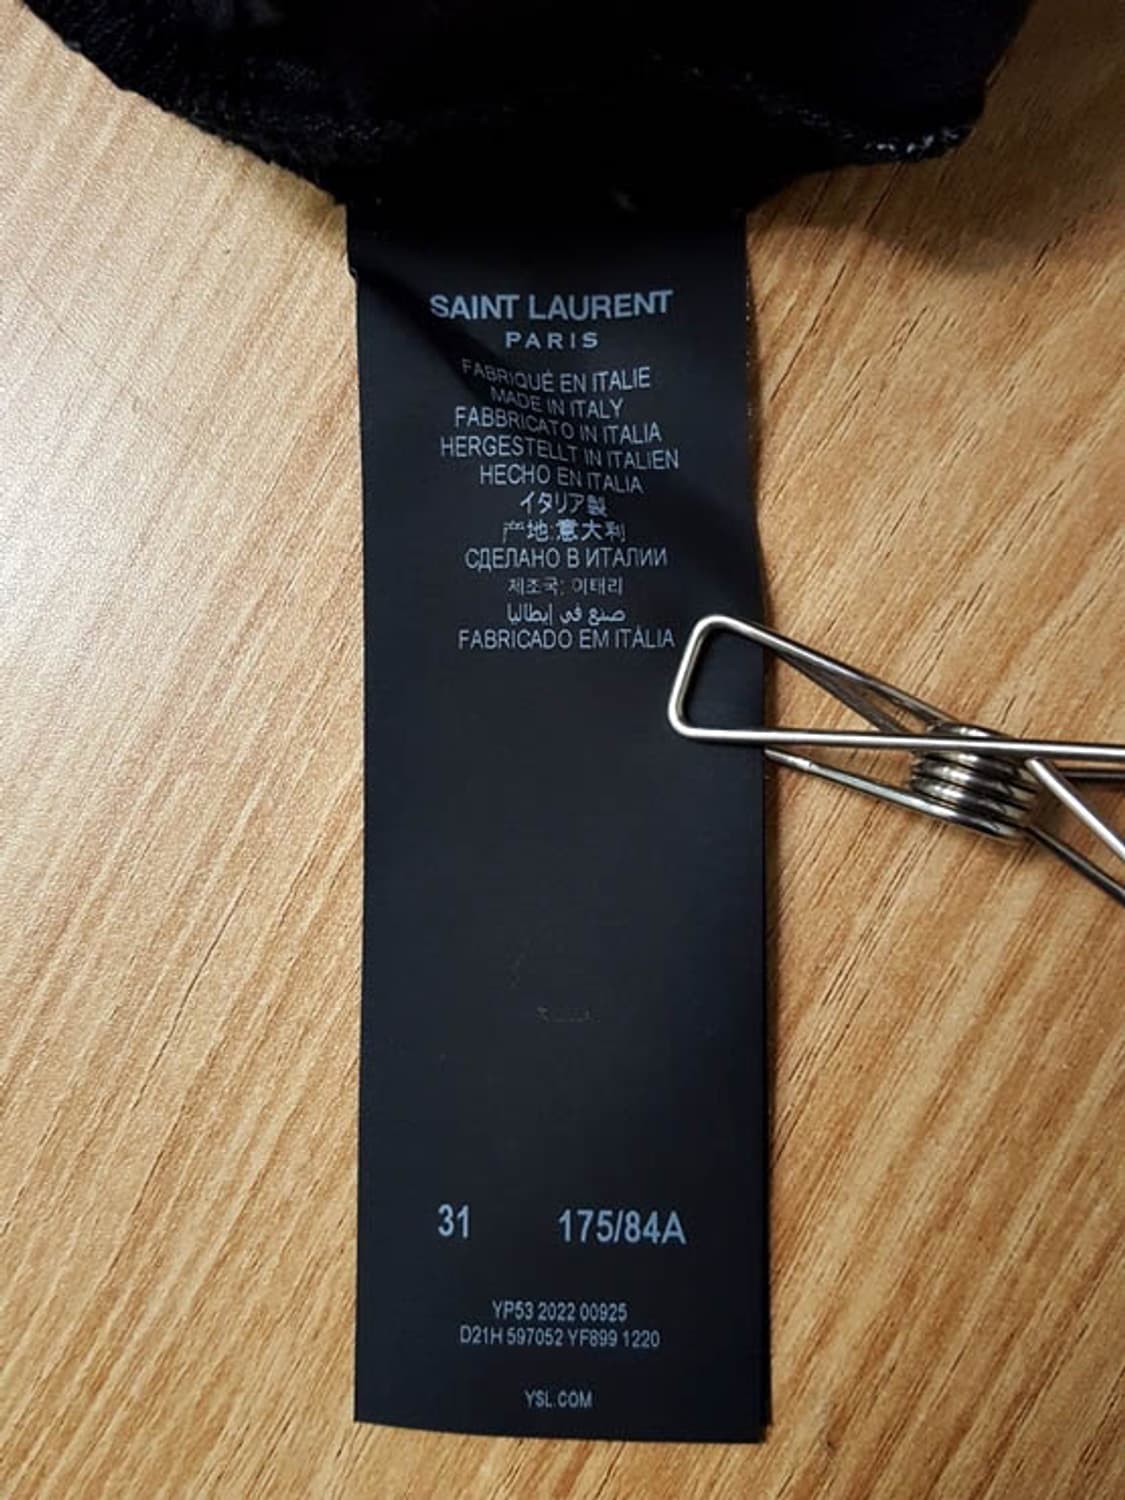 SAINT LAURENT
PARIS
FABRIQUÉ EN ITALIE
MADE IN ITALY
FABBRICATO IN ITALIA
HERGESTELLT IN ITALIEN
HECHO EN ITALIA
イタリア製
产地:意大利
СДЕЛАНО В ИТАЛИИ
제조국: 이태리
صنع في إيطاليا
FABRICADO EM ITÁLIA
31 175/84A
YP53 2022 00925
D21H 597052 YF899 1220
YSL.COM